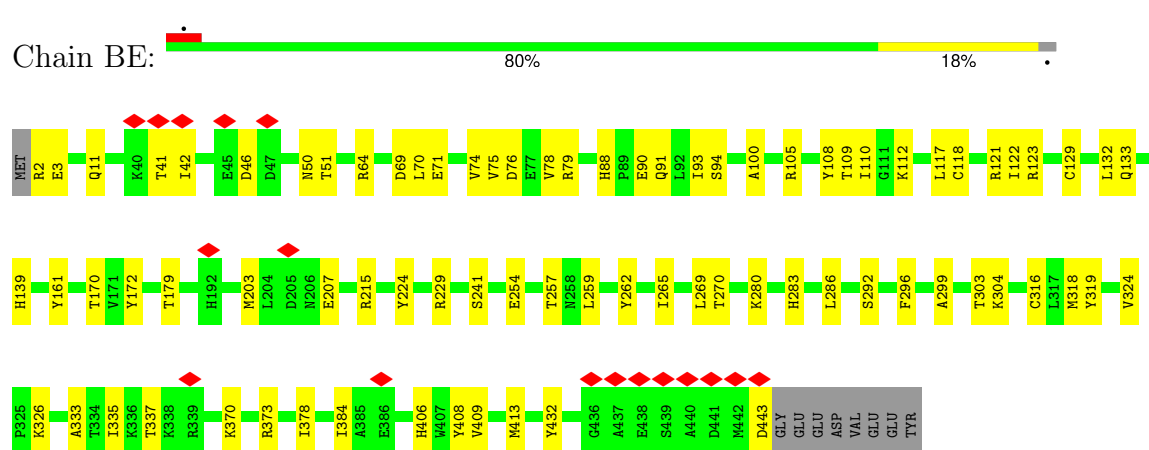 Chain BE:
80% 18%
MET R2 E3 Q11 K40 T41 I42 E45 D46 D47 N50 T51 R64 D69 L70 E71 V74 V75 D76 E77 V78 R79 H88 P89 E90 Q91 L92 I93 S94 A100 R105 Y108 T109 I110 G111 K112 L117 C118 R121 I122 R123 C129 L132 Q133
H139 Y161 T170 V171 Y172 T179 H192 M203 L204 D205 N206 E207 R215 Y224 R229 S241 E254 T257 N258 L259 Y262 I265 L269 T270 K280 H283 L286 S292 F296 A299 T303 K304 C316 L317 M318 Y319 V324
P325 K326 A333 T334 I335 K336 T337 K338 R339 K370 R373 I378 I384 A385 E386 H406 W407 Y408 V409 M413 Y432 G436 A437 E438 S439 A440 D441 M442 D443 GLY GLU GLU ASP VAL GLU GLU TYR